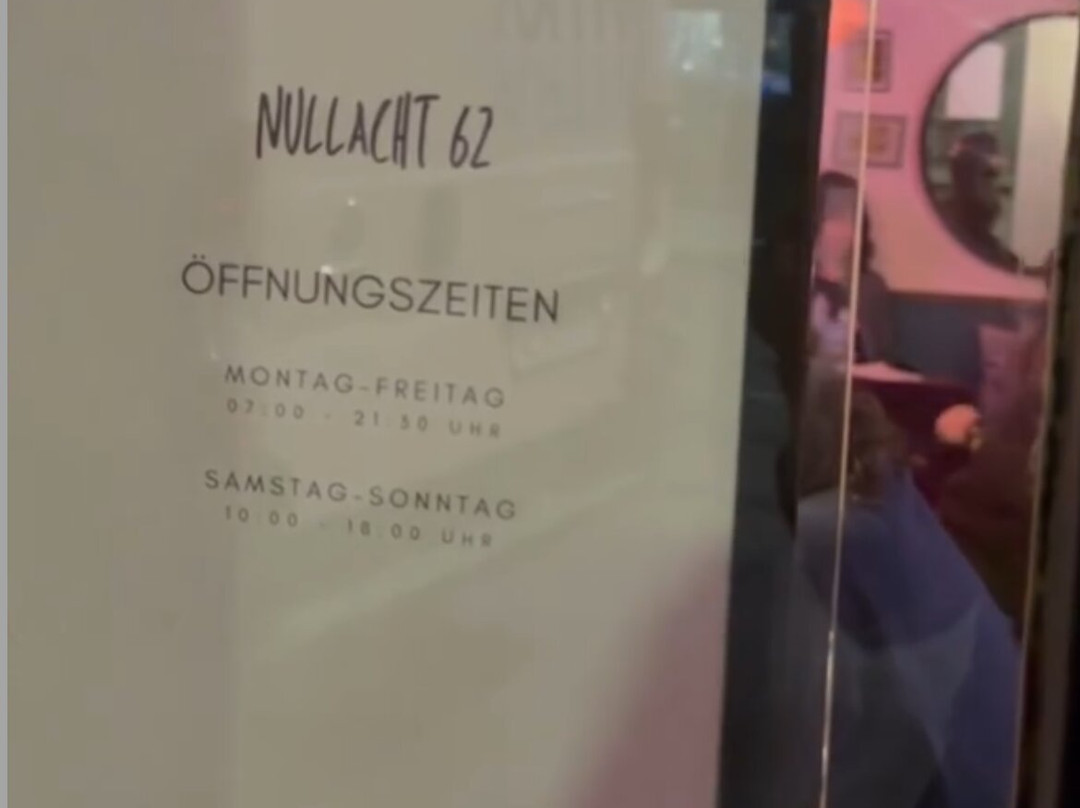 NULLACHT 62
ÖFFNUNGSZEITEN
MONTAG-FREITAG
07:00 - 21:30 UHR
SAMSTAG-SONNTAG
10:00 - 18:00 UHR